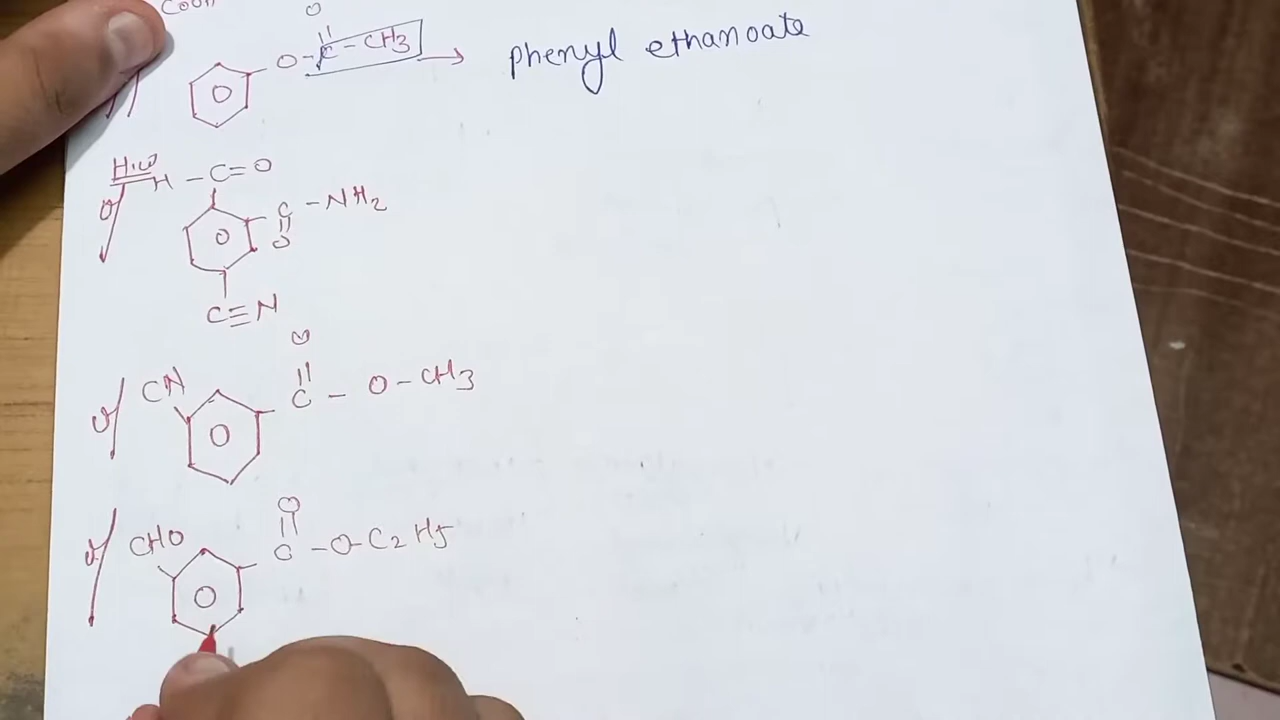 COOH
O
O-C-CH3 → phenyl ethanoate
H.W
H-C=O
C-NH2
O
C≡N
O
CN
C-O-CH3
O
CHO
C-O-C2H5